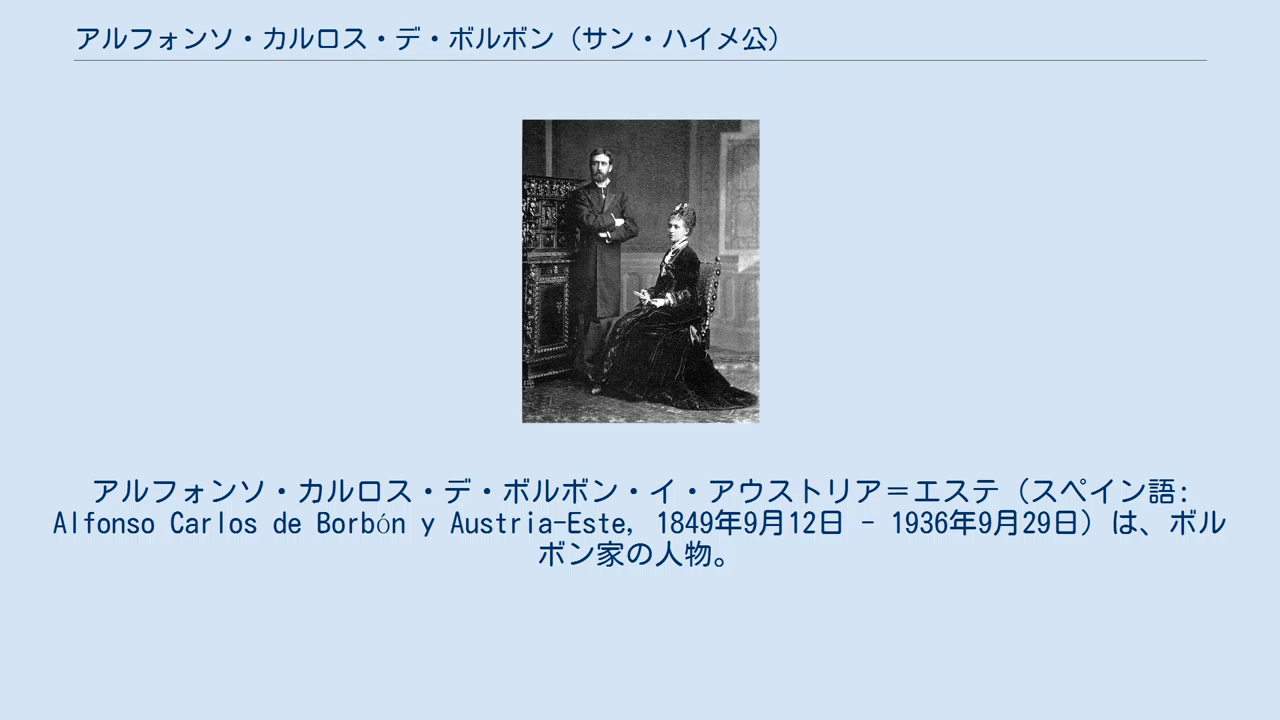 アルフォンソ・カルロス・デ・ボルボン（サン・ハイメ公）
アルフォンソ・カルロス・デ・ボルボン・イ・アウストリア＝エステ（スペイン語:
Alfonso Carlos de Borbón y Austria-Este, 1849年9月12日 - 1936年9月29日）は、ボル
ボン家の人物。